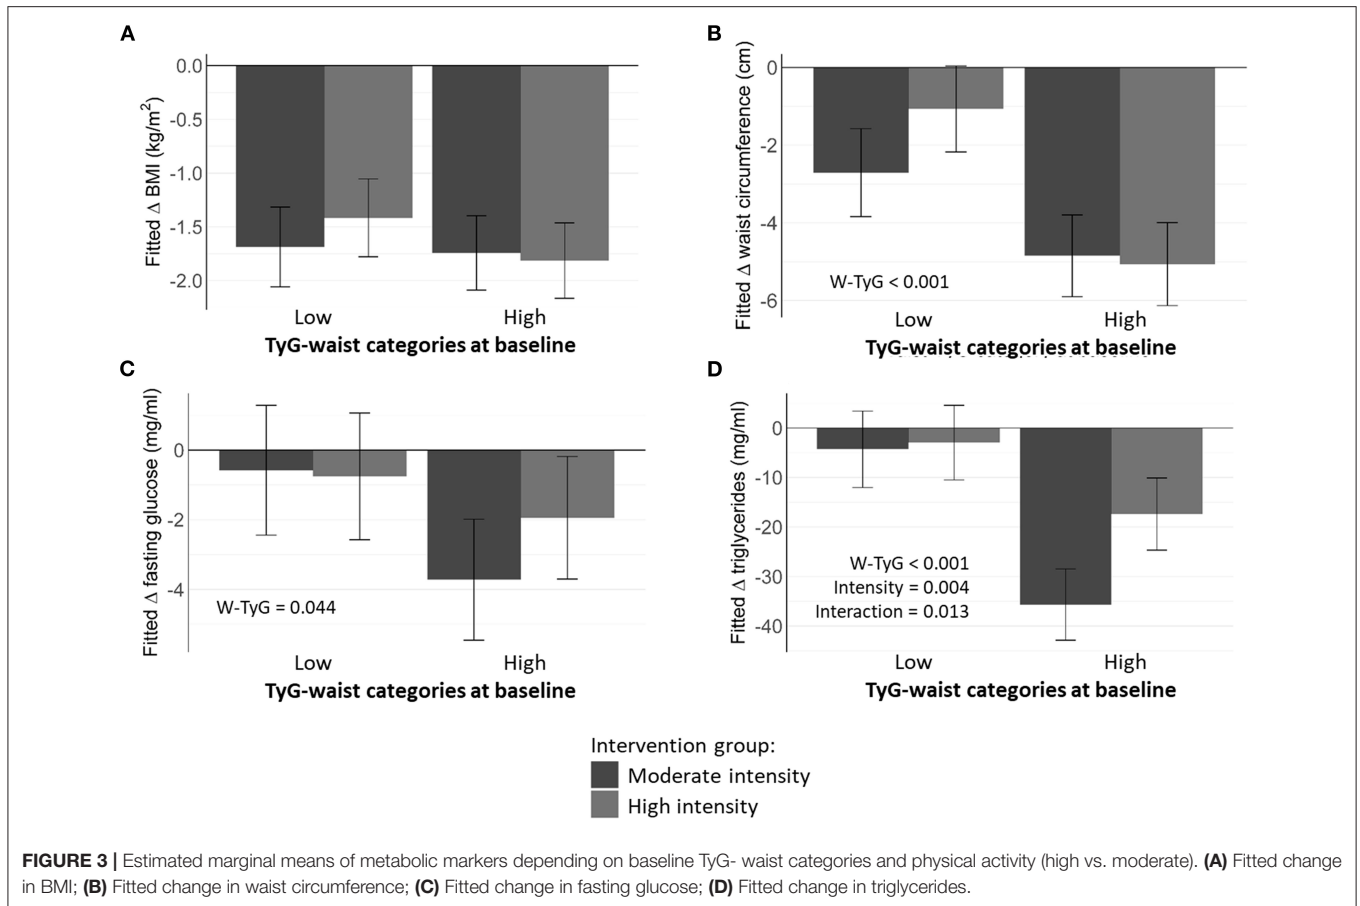 A
Fitted Δ BMI (kg/m²)
0.0
-0.5
-1.0
-1.5
-2.0
Low High
TyG-waist categories at baseline
B
Fitted Δ waist circumference (cm)
0
-2
-4
-6
W-TyG < 0.001
Low High
TyG-waist categories at baseline
C
Fitted Δ fasting glucose (mg/ml)
0
-2
-4
W-TyG = 0.044
Low High
TyG-waist categories at baseline
D
Fitted Δ triglycerides (mg/ml)
0
-10
-20
-30
-40
W-TyG < 0.001
Intensity = 0.004
Interaction = 0.013
Low High
TyG-waist categories at baseline
Intervention group:
Moderate intensity
High intensity
FIGURE 3 | Estimated marginal means of metabolic markers depending on baseline TyG- waist categories and physical activity (high vs. moderate). (A) Fitted change
in BMI; (B) Fitted change in waist circumference; (C) Fitted change in fasting glucose; (D) Fitted change in triglycerides.